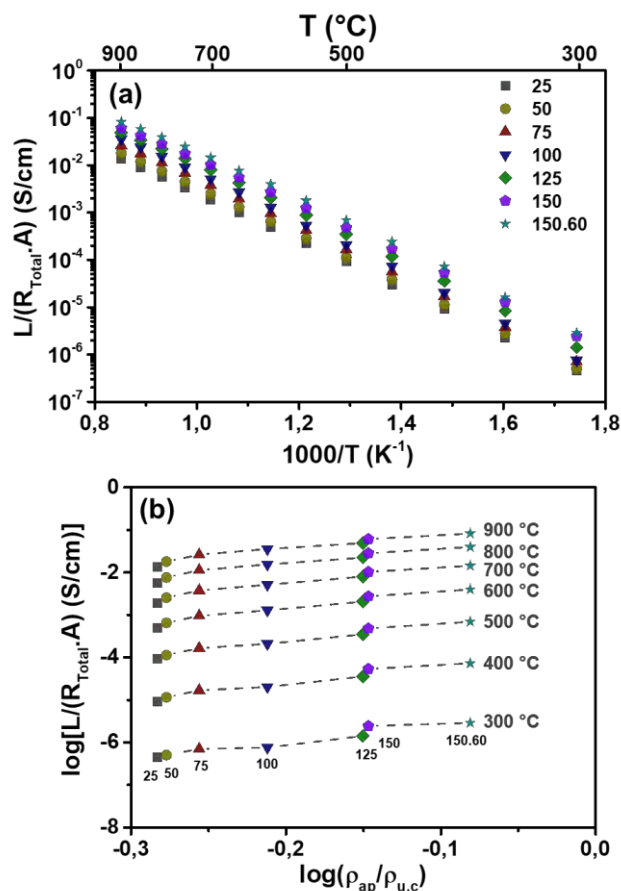 T (°C)
900 700 500 300
10⁰
10⁻¹
10⁻²
10⁻³
10⁻⁴
10⁻⁵
10⁻⁶
10⁻⁷
L/(R_Total.A) (S/cm)
(a)
25
50
75
100
125
150
150.60
0,8 1,0 1,2 1,4 1,6 1,8
1000/T (K⁻¹)
(b)
0
-2
-4
-6
-8
log[L/(R_Total.A) (S/cm)]
900 °C
800 °C
700 °C
600 °C
500 °C
400 °C
300 °C
25 50 75 100 125 150 150.60
-0,3 -0,2 -0,1 0,0
log(ρ_ap/ρ_u,c)